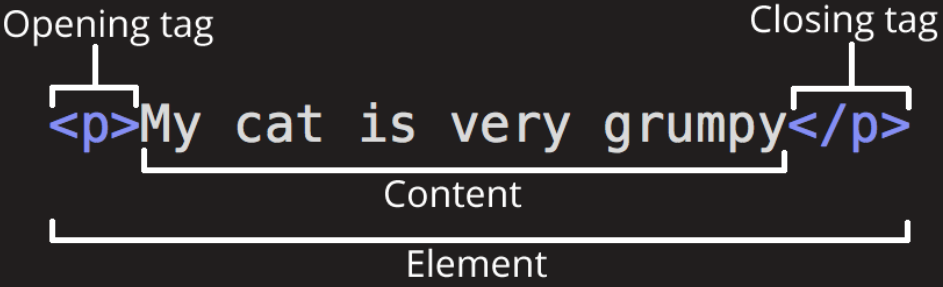 Opening tag
Closing tag
<p>My cat is very grumpy</p>
Content
Element